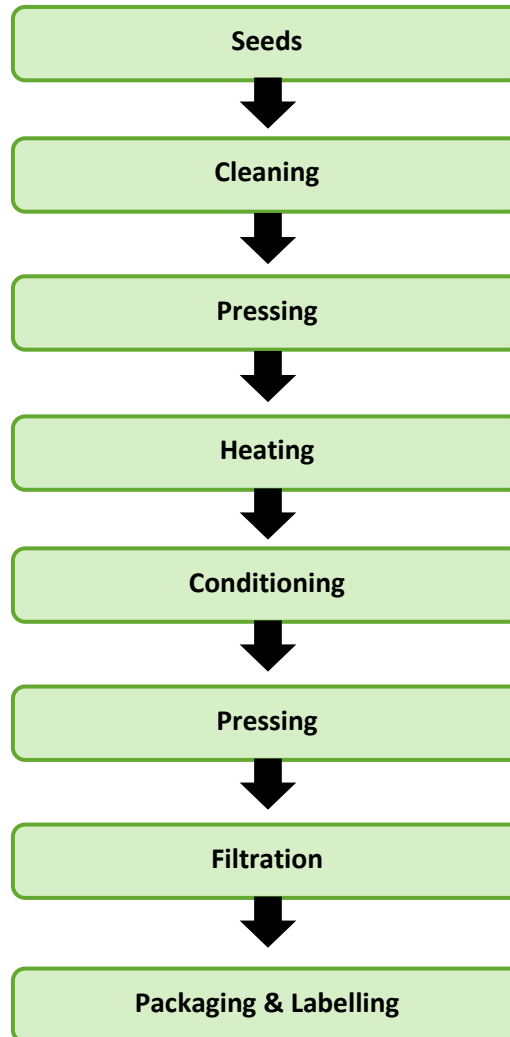 Seeds
Cleaning
Pressing
Heating
Conditioning
Pressing
Filtration
Packaging & Labelling